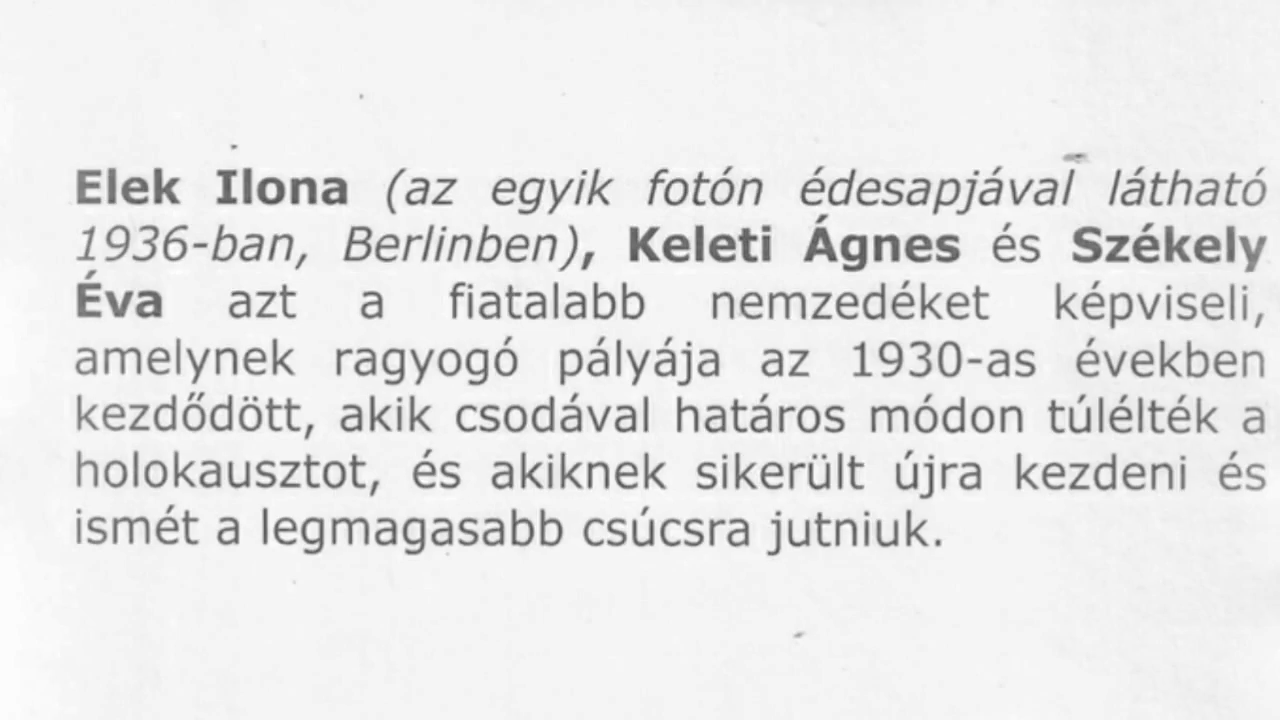 Elek Ilona (az egyik fotón édesapjával látható
1936-ban, Berlinben), Keleti Ágnes és Székely
Éva azt a fiatalabb nemzedéket képviseli,
amelynek ragyogó pályája az 1930-as években
kezdődött, akik csodával határos módon túlélték a
holokausztot, és akiknek sikerült újra kezdeni és
ismét a legmagasabb csúcsra jutniuk.